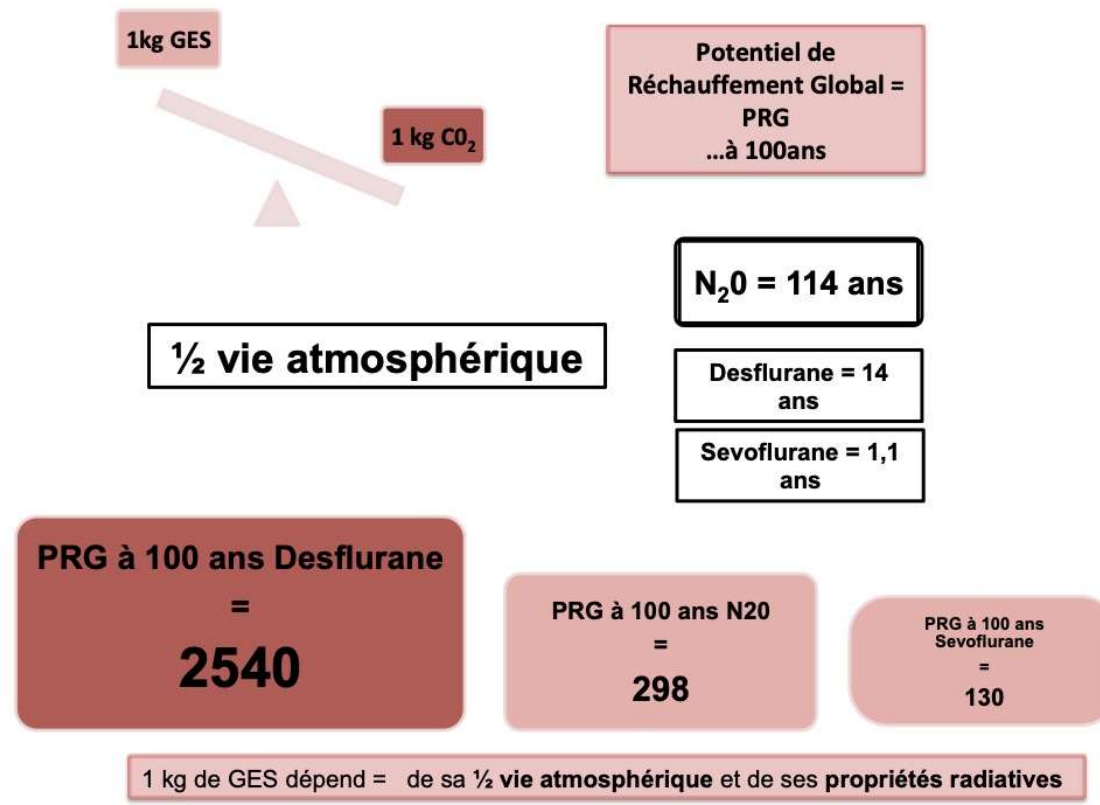 1kg GES
1 kg C0₂
Potentiel de
Réchauffement Global =
PRG
...à 100ans
N₂0 = 114 ans
½ vie atmosphérique
Desflurane = 14
ans
Sevoflurane = 1,1
ans
PRG à 100 ans Desflurane
=
2540
PRG à 100 ans N20
=
298
PRG à 100 ans
Sevoflurane
=
130
1 kg de GES dépend = de sa ½ vie atmosphérique et de ses propriétés radiatives